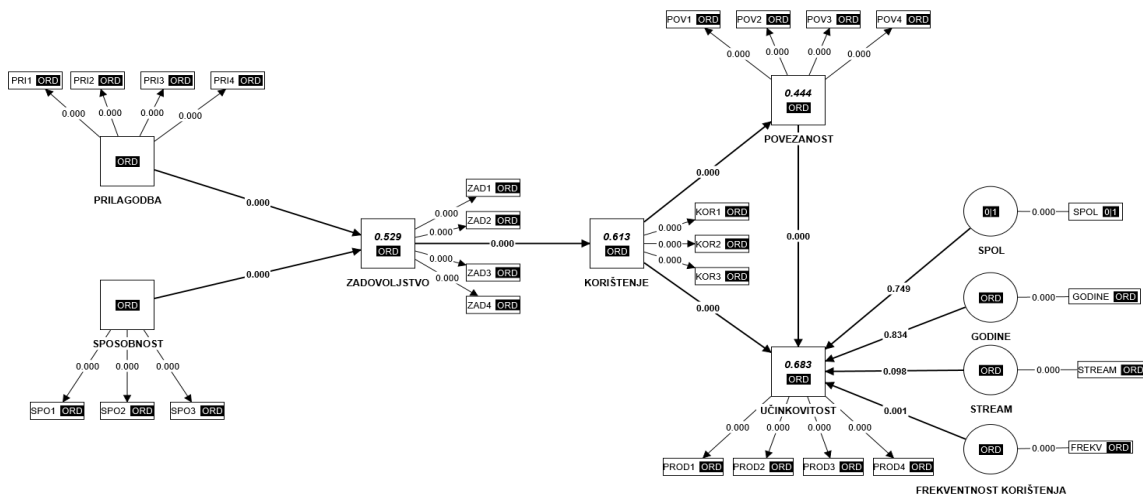 POV1 ORD POV2 ORD POV3 ORD POV4 ORD
0.000 0.000 0.000 0.000
0.444
ORD
POVEZANOST
PRI1 ORD PRI2 ORD PRI3 ORD PRI4 ORD
0.000 0.000 0.000 0.000
ORD
PRILAGODBA
0.000
0.000
ORD
SPOSOBNOST
0.000 0.000 0.000
SPO1 ORD SPO2 ORD SPO3 ORD
0.529
ORD
ZADOVOLJSTVO
0.000 ZAD1 ORD
0.000 ZAD2 ORD
0.000 ZAD3 ORD
0.000 ZAD4 ORD
0.000
0.613
ORD
KORIŠTENJE
0.000 KOR1 ORD
0.000 KOR2 ORD
0.000 KOR3 ORD
0.000
0.000
0.000
0.683
ORD
UČINKOVITOST
0.000 0.000 0.000 0.000
PROD1 ORD PROD2 ORD PROD3 ORD PROD4 ORD
0|1 0.000 SPOL 0|1
SPOL
0.749
ORD 0.000 GODINE ORD
GODINE
0.834
ORD 0.000 STREAM ORD
STREAM
0.098
ORD 0.000 FREKV ORD
FREKVENTNOST KORIŠTENJA
0.001